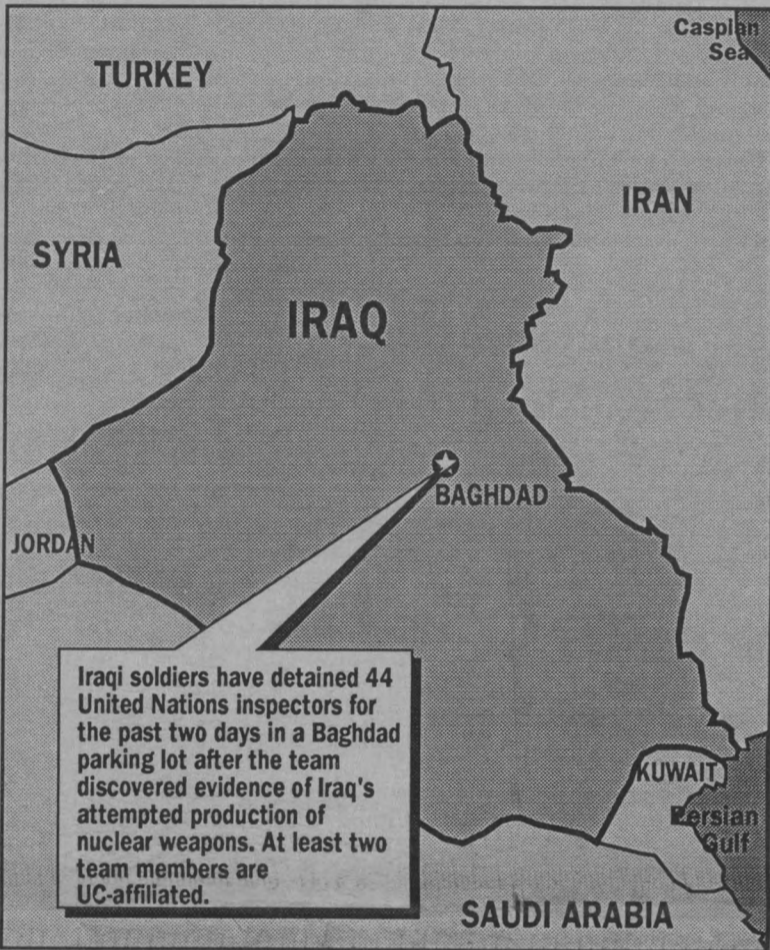 Caspian
Sea
TURKEY
IRAN
SYRIA
IRAQ
BAGHDAD
JORDAN
Iraqi soldiers have detained 44
United Nations inspectors for
the past two days in a Baghdad
parking lot after the team
discovered evidence of Iraq's
attempted production of
nuclear weapons. At least two
team members are
UC-affiliated.
KUWAIT
Persian
Gulf
SAUDI ARABIA